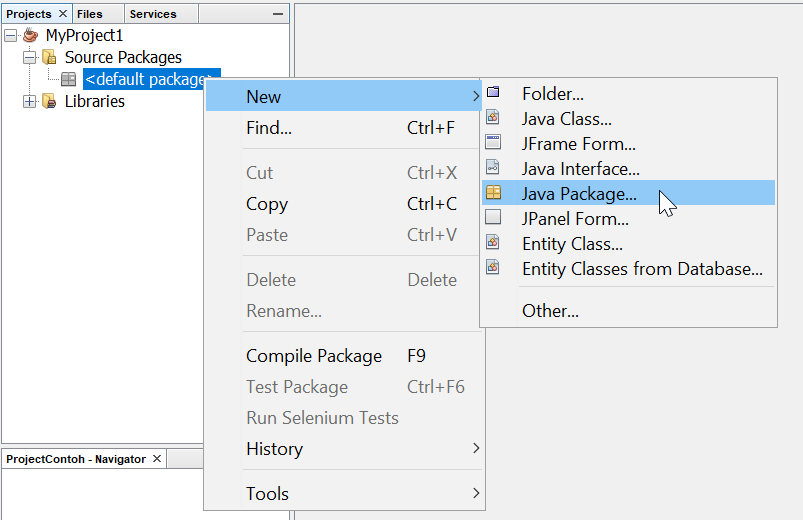 Projects Files Services
MyProject1
Source Packages
<default package>
Libraries
New
Find... Ctrl+F
Cut Ctrl+X
Copy Ctrl+C
Paste Ctrl+V
Delete Delete
Rename...
Compile Package F9
Test Package Ctrl+F6
Run Selenium Tests
History
Tools
Folder...
Java Class...
JFrame Form...
Java Interface...
Java Package...
JPanel Form...
Entity Class...
Entity Classes from Database...
Other...
ProjectContoh - Navigator